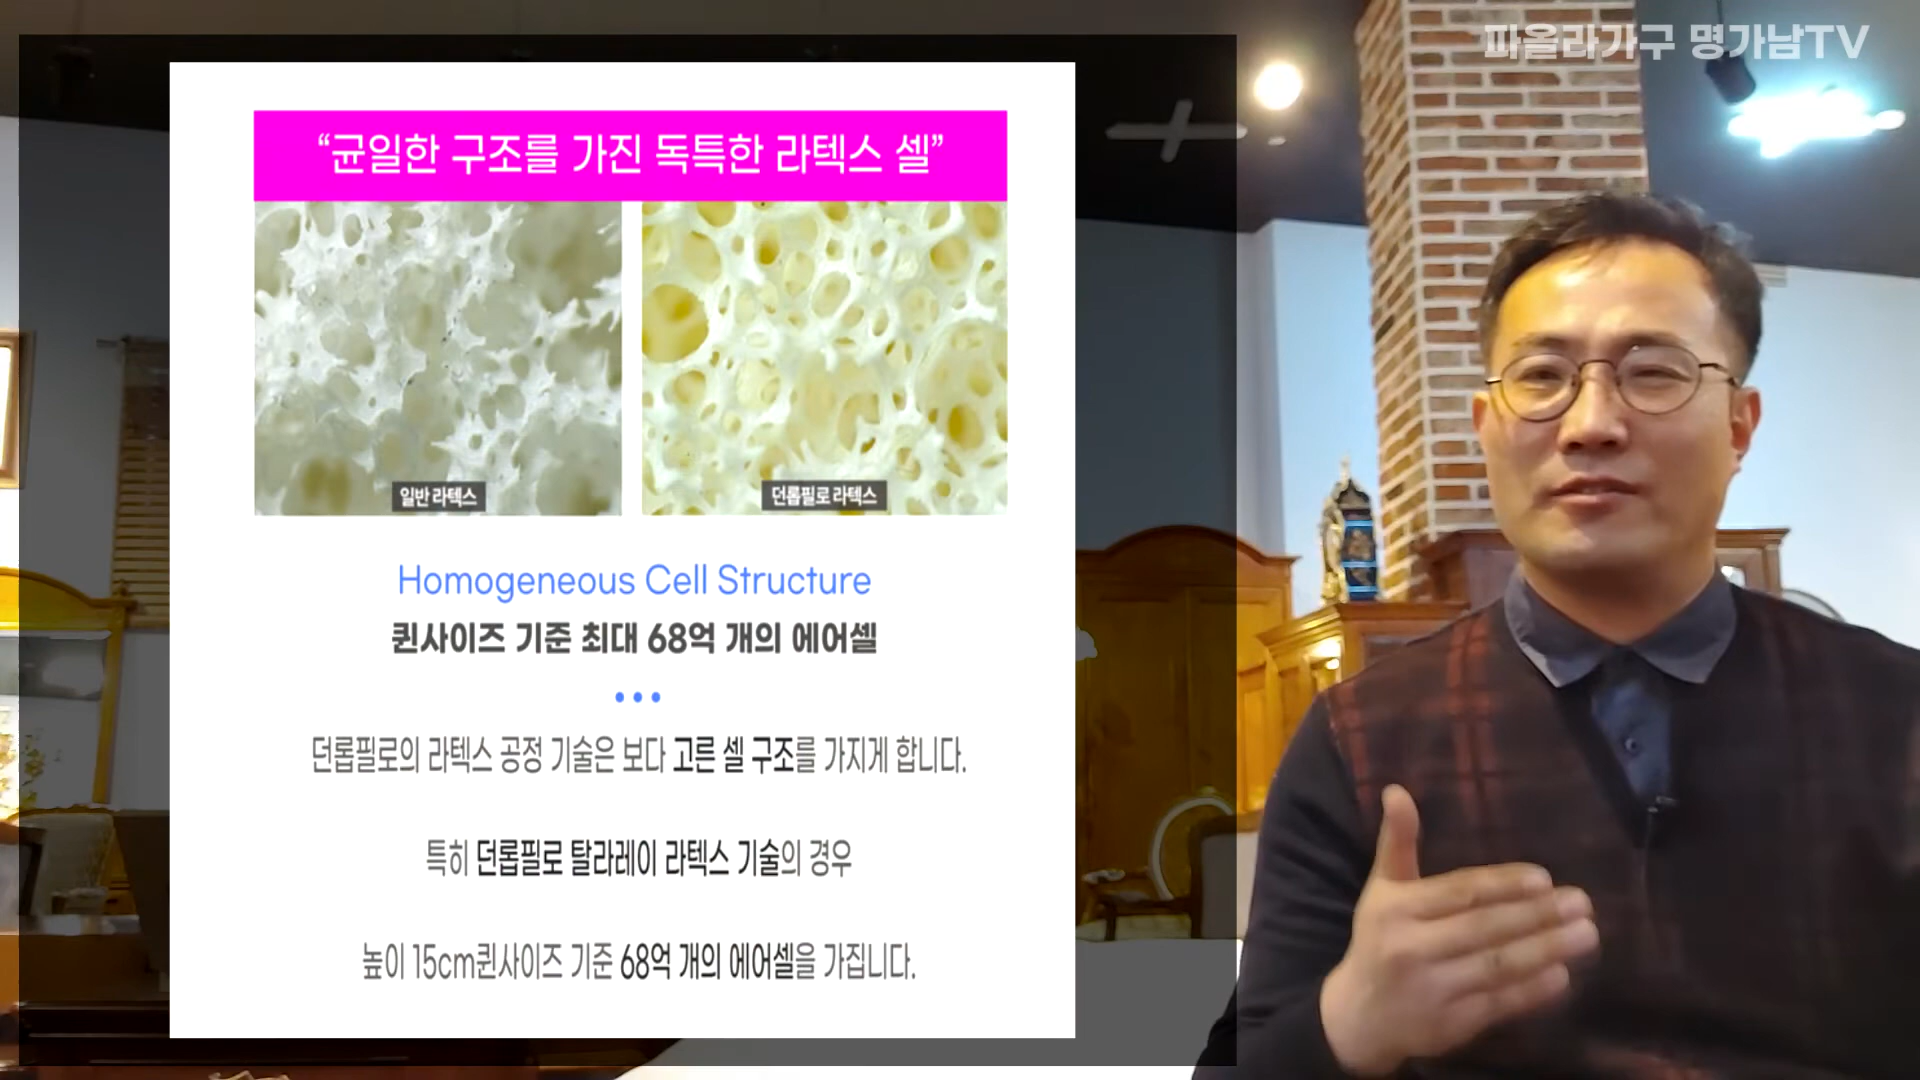 파올라가구 명가남TV
“균일한 구조를 가진 독특한 라텍스 셀”
일반 라텍스
던롭필로 라텍스
Homogeneous Cell Structure
퀸사이즈 기준 최대 68억 개의 에어셀
던롭필로의 라텍스 공정 기술은 보다 고른 셀 구조를 가지게 합니다.
특히 던롭필로 탈라레이 라텍스 기술의 경우
높이 15cm퀸사이즈 기준 68억 개의 에어셀을 가집니다.